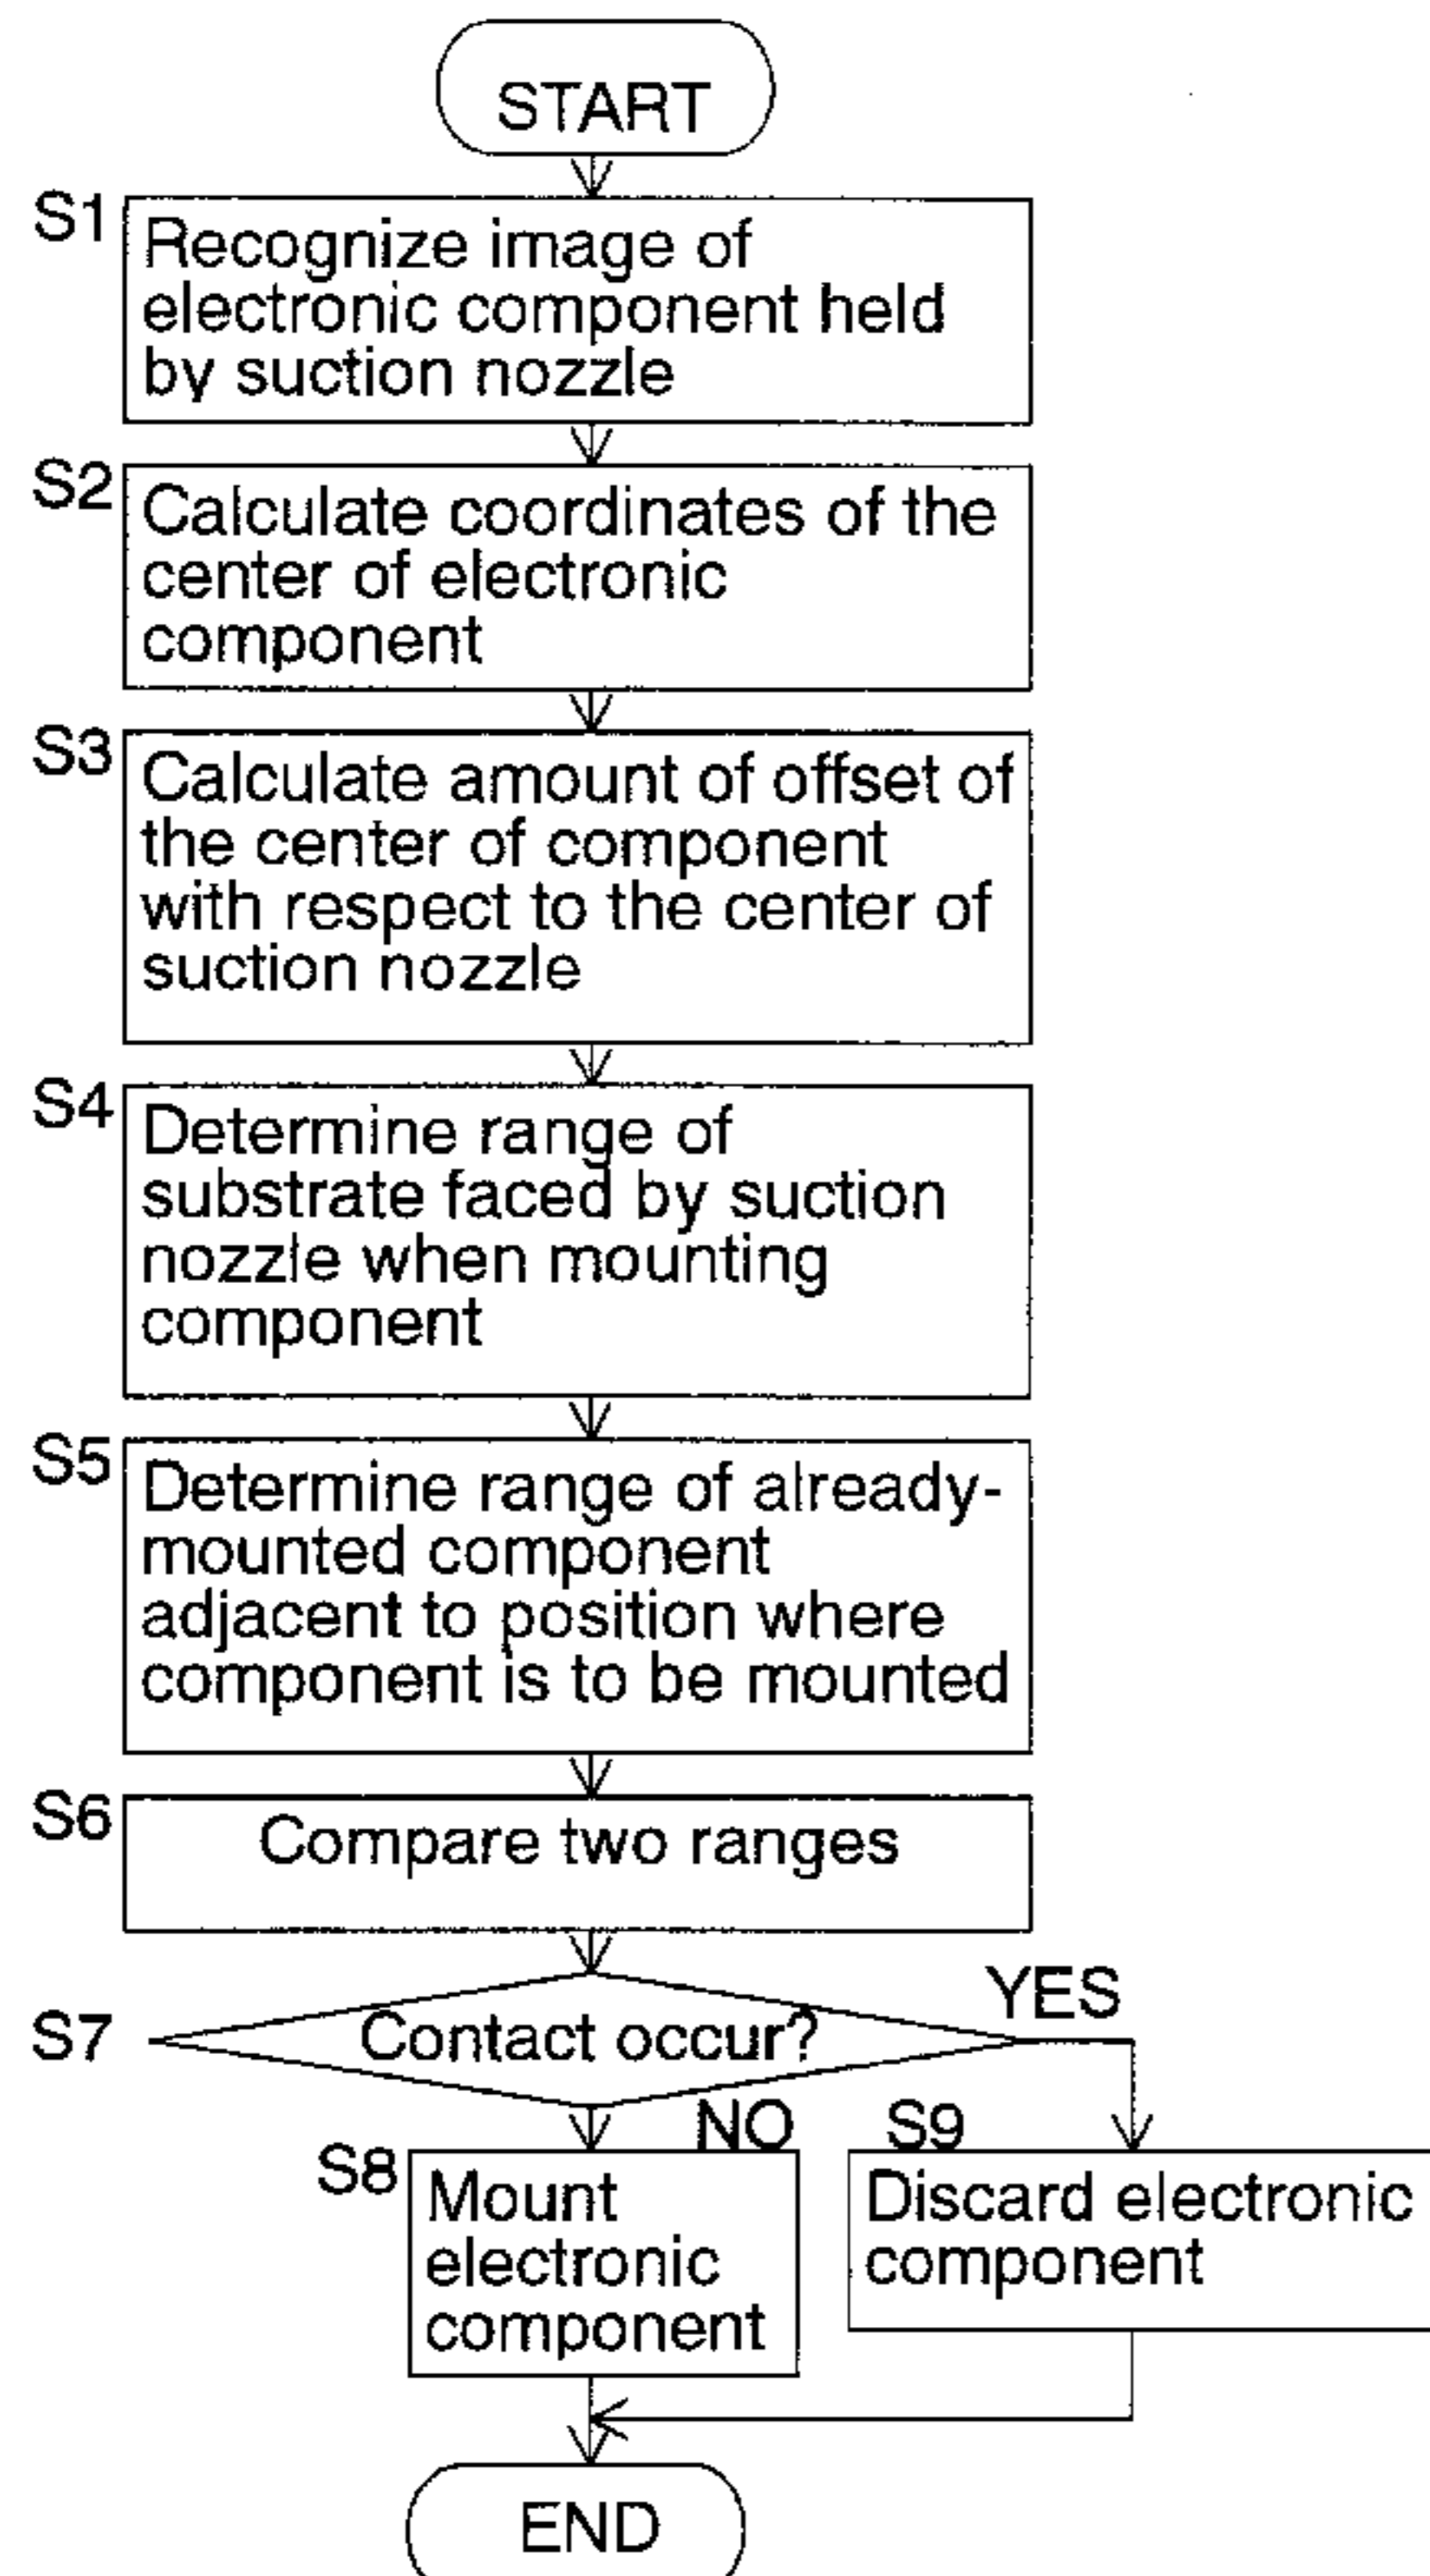 START
S1
Recognize image of
electronic component held
by suction nozzle
S2
Calculate coordinates of the
center of electronic
component
S3
Calculate amount of offset of
the center of component
with respect to the center of
suction nozzle
S4
Determine range of
substrate faced by suction
nozzle when mounting
component
S5
Determine range of already-
mounted component
adjacent to position where
component is to be mounted
S6
Compare two ranges
S7
Contact occur?
YES
NO
S8
Mount
electronic
component
S9
Discard electronic
component
END